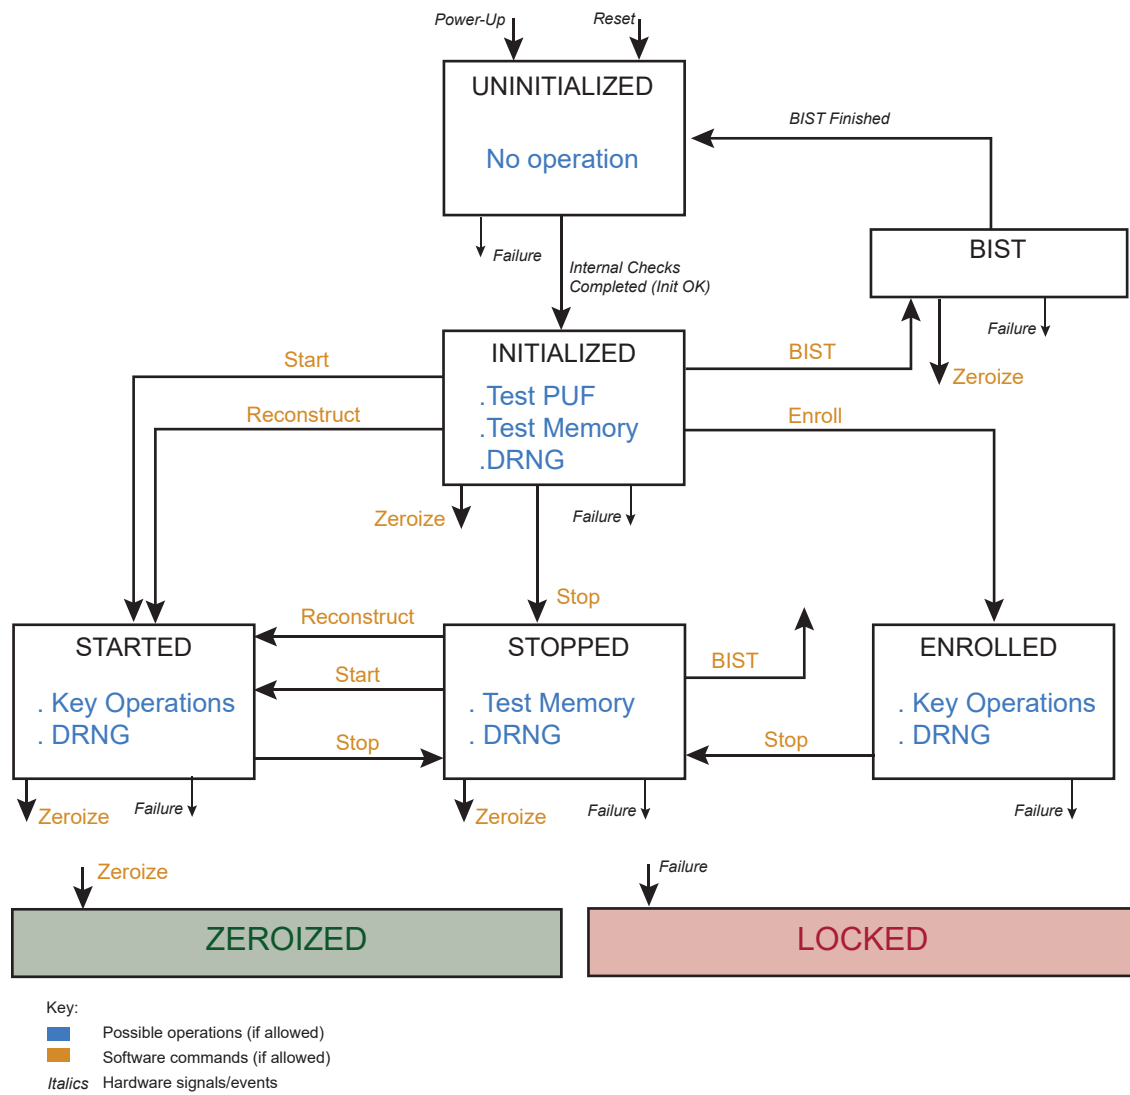 Power-Up
Reset
UNINITIALIZED
No operation
BIST Finished
BIST
Failure
Internal Checks
Completed (Init OK)
Failure
Zeroize
INITIALIZED
.Test PUF
.Test Memory
.DRNG
Start
Reconstruct
BIST
Enroll
Zeroize
Failure
Stop
STARTED
. Key Operations
. DRNG
Reconstruct
Start
Stop
STOPPED
. Test Memory
. DRNG
BIST
Stop
ENROLLED
. Key Operations
. DRNG
Zeroize
Failure
Zeroize
Failure
Failure
Zeroize
Failure
ZEROIZED
LOCKED
Key:
Possible operations (if allowed)
Software commands (if allowed)
Italics Hardware signals/events